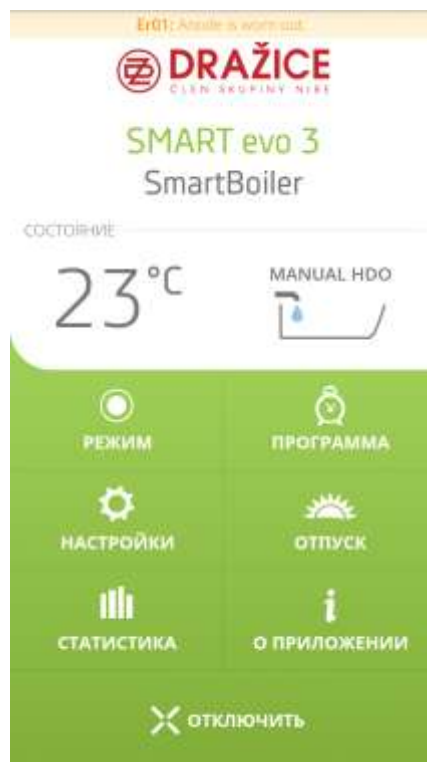 Er01: Anode is worn out.
DRAŽICE
ČLEN SKUPINY NIBE
SMART evo 3
SmartBoiler
СОСТОЯНИЕ
23°C
MANUAL HDO
РЕЖИМ
ПРОГРАММА
НАСТРОЙКИ
ОТПУСК
СТАТИСТИКА
О ПРИЛОЖЕНИИ
ОТКЛЮЧИТЬ